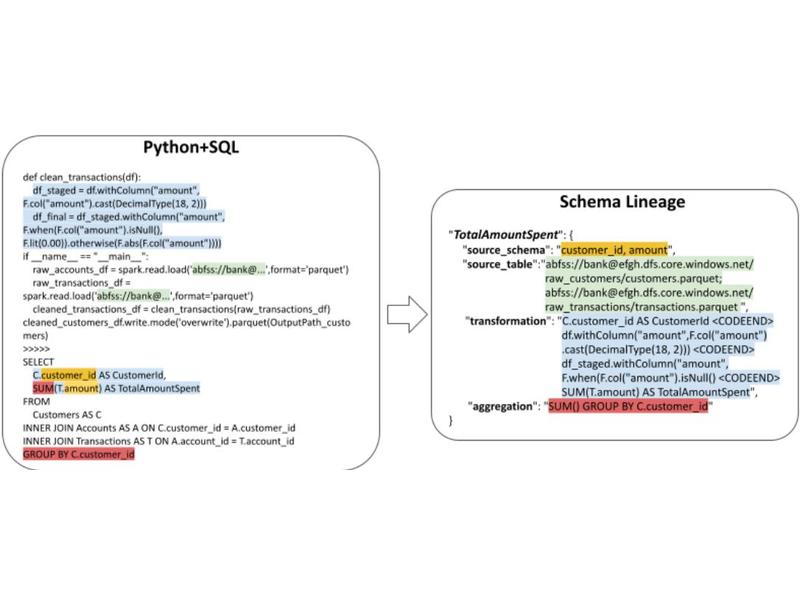 Python+SQL
def clean_transactions(df):
df_staged = df.withColumn("amount",
F.col("amount").cast(DecimalType(18, 2)))
df_final = df_staged.withColumn("amount",
F.when(F.col("amount").isNull(),
F.lit(0.00)).otherwise(F.abs(F.col("amount"))))
if __name__ == "__main__":
raw_accounts_df = spark.read.load('abfss://bank@...',format='parquet')
raw_transactions_df =
spark.read.load('abfss://bank@...',format='parquet')
cleaned_transactions_df = clean_transactions(raw_transactions_df)
cleaned_customers_df.write.mode('overwrite').parquet(OutputPath_custo
mers)
>>>>>
SELECT
C.customer_id AS CustomerId,
SUM(T.amount) AS TotalAmountSpent
FROM
Customers AS C
INNER JOIN Accounts AS A ON C.customer_id = A.customer_id
INNER JOIN Transactions AS T ON A.account_id = T.account_id
GROUP BY C.customer_id
Schema Lineage
"TotalAmountSpent": {
"source_schema": "customer_id, amount",
"source_table":"abfss://bank@efgh.dfs.core.windows.net/
raw_customers/customers.parquet;
abfss://bank@efgh.dfs.core.windows.net/
raw_transactions/transactions.parquet ",
"transformation": "C.customer_id AS CustomerId <CODEEND>
df.withColumn("amount",F.col("amount")
.cast(DecimalType(18, 2))) <CODEEND>
df_staged.withColumn("amount",
F.when(F.col("amount").isNull() <CODEEND>
SUM(T.amount) AS TotalAmountSpent",
"aggregation": "SUM() GROUP BY C.customer_id"
}